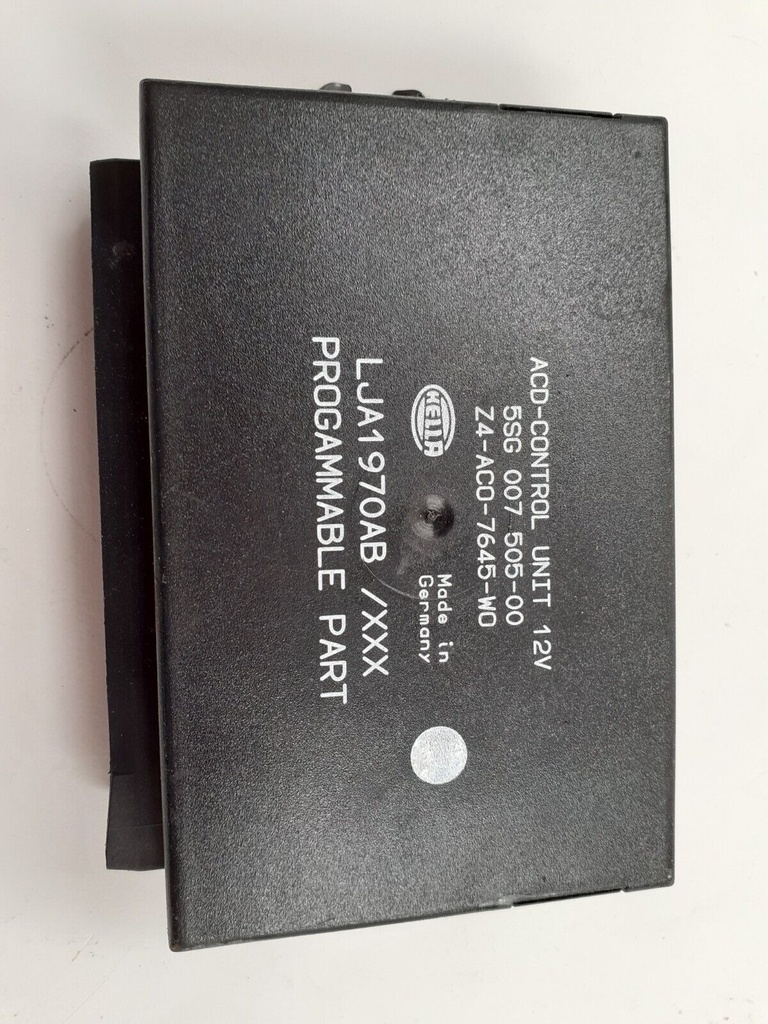 ACD-CONTROL UNIT 12V
5SG 007 505-00
Z4-ACO-7645-WO
HELLA
Made in
Germany
LJA1970AB /XXX
PROGAMMABLE PART